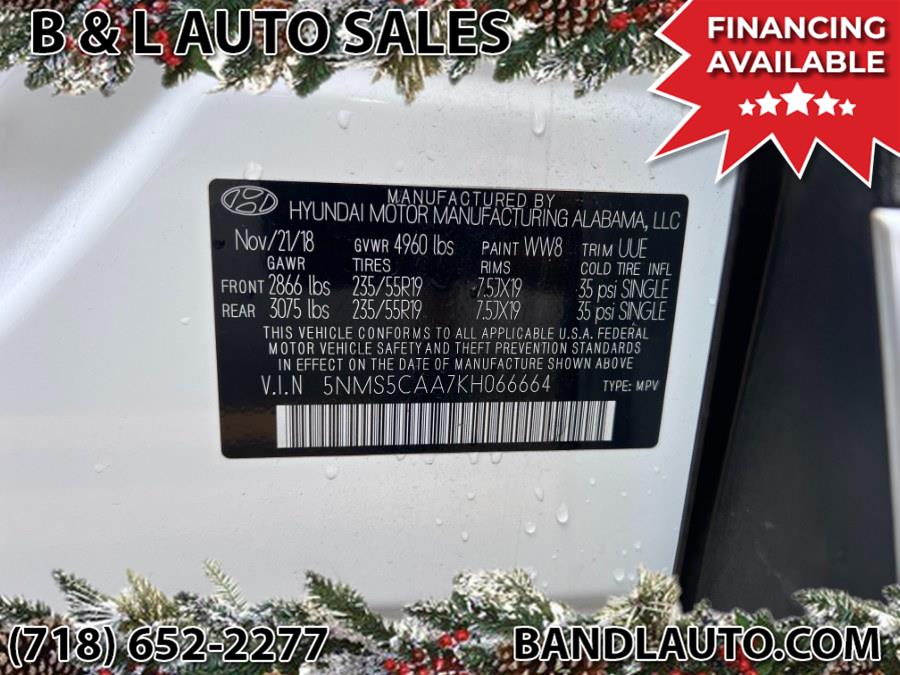 B & L AUTO SALES
FINANCING
AVAILABLE
MANUFACTURED BY
HYUNDAI MOTOR MANUFACTURING ALABAMA, LLC
Nov/21/18 GVWR 4960 lbs PAINT WW8 TRIM UUE
GAWR TIRES RIMS COLD TIRE INFL
FRONT 2866 lbs 235/55R19 7.5JX19 35 psi SINGLE
REAR 3075 lbs 235/55R19 7.5JX19 35 psi SINGLE
THIS VEHICLE CONFORMS TO ALL APPLICABLE U.S.A. FEDERAL
MOTOR VEHICLE SAFETY AND THEFT PREVENTION STANDARDS
IN EFFECT ON THE DATE OF MANUFACTURE SHOWN ABOVE
V.I.N 5NMS5CAA7KH066664 TYPE: MPV
(718) 652-2277
BANDLAUTO.COM